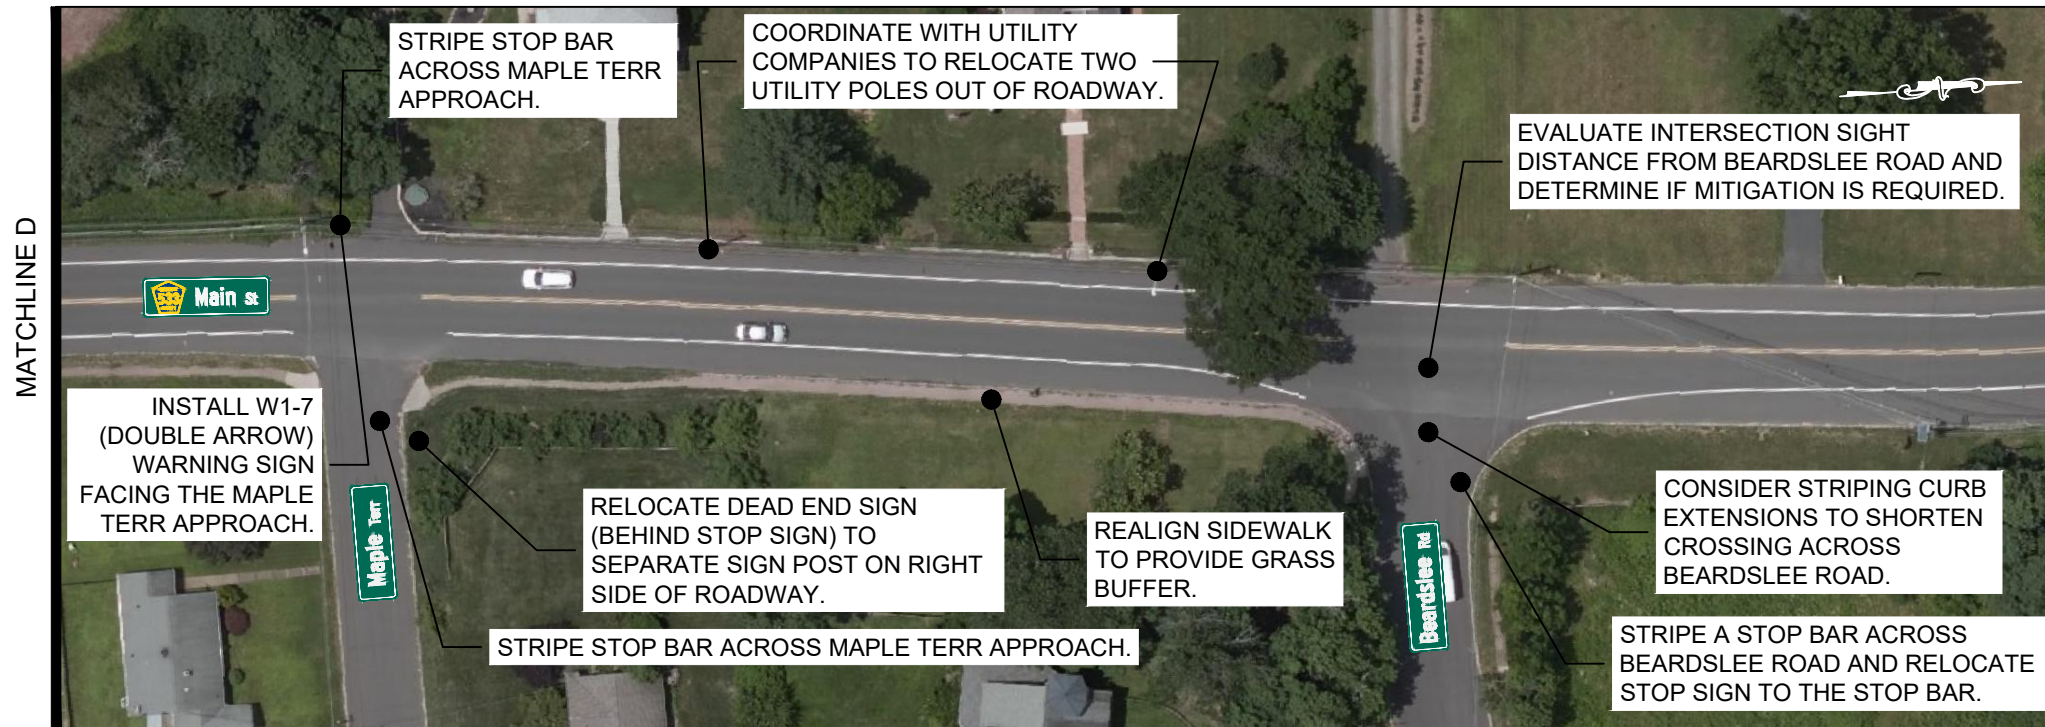 MATCHLINE D
STRIPE STOP BAR
ACROSS MAPLE TERR
APPROACH.
COORDINATE WITH UTILITY
COMPANIES TO RELOCATE TWO
UTILITY POLES OUT OF ROADWAY.
EVALUATE INTERSECTION SIGHT
DISTANCE FROM BEARDSLEE ROAD AND
DETERMINE IF MITIGATION IS REQUIRED.
533
Main St
INSTALL W1-7
(DOUBLE ARROW)
WARNING SIGN
FACING THE MAPLE
TERR APPROACH.
Maple Terr
RELOCATE DEAD END SIGN
(BEHIND STOP SIGN) TO
SEPARATE SIGN POST ON RIGHT
SIDE OF ROADWAY.
STRIPE STOP BAR ACROSS MAPLE TERR APPROACH.
REALIGN SIDEWALK
TO PROVIDE GRASS
BUFFER.
Beardslee Rd
CONSIDER STRIPING CURB
EXTENSIONS TO SHORTEN
CROSSING ACROSS
BEARDSLEE ROAD.
STRIPE A STOP BAR ACROSS
BEARDSLEE ROAD AND RELOCATE
STOP SIGN TO THE STOP BAR.